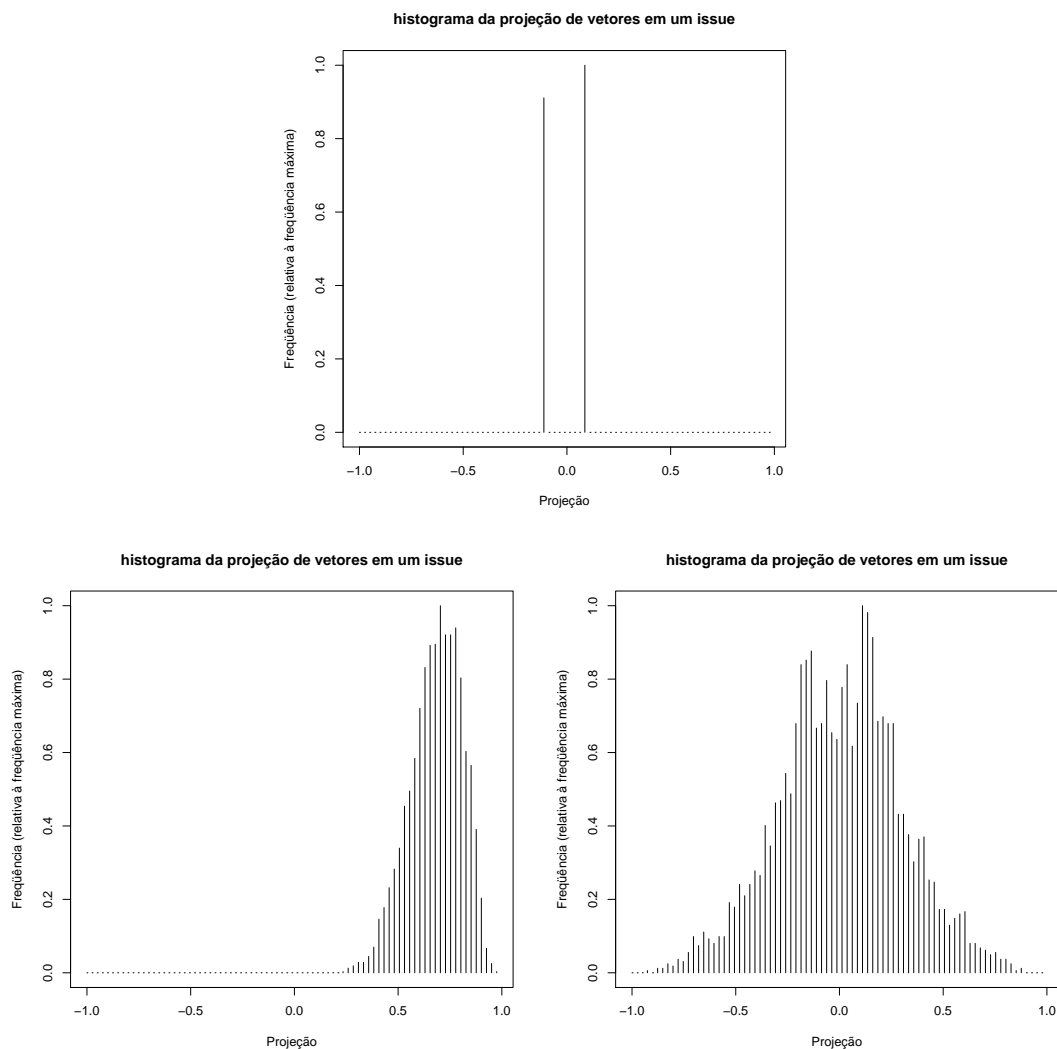 histograma da projeção de vetores em um issue
Freqüência (relativa à freqüência máxima)
1.0
0.8
0.6
0.4
0.2
0.0
−1.0 −0.5 0.0 0.5 1.0
Projeção
histograma da projeção de vetores em um issue
Freqüência (relativa à freqüência máxima)
1.0
0.8
0.6
0.4
0.2
0.0
−1.0 −0.5 0.0 0.5 1.0
Projeção
histograma da projeção de vetores em um issue
Freqüência (relativa à freqüência máxima)
1.0
0.8
0.6
0.4
0.2
0.0
−1.0 −0.5 0.0 0.5 1.0
Projeção